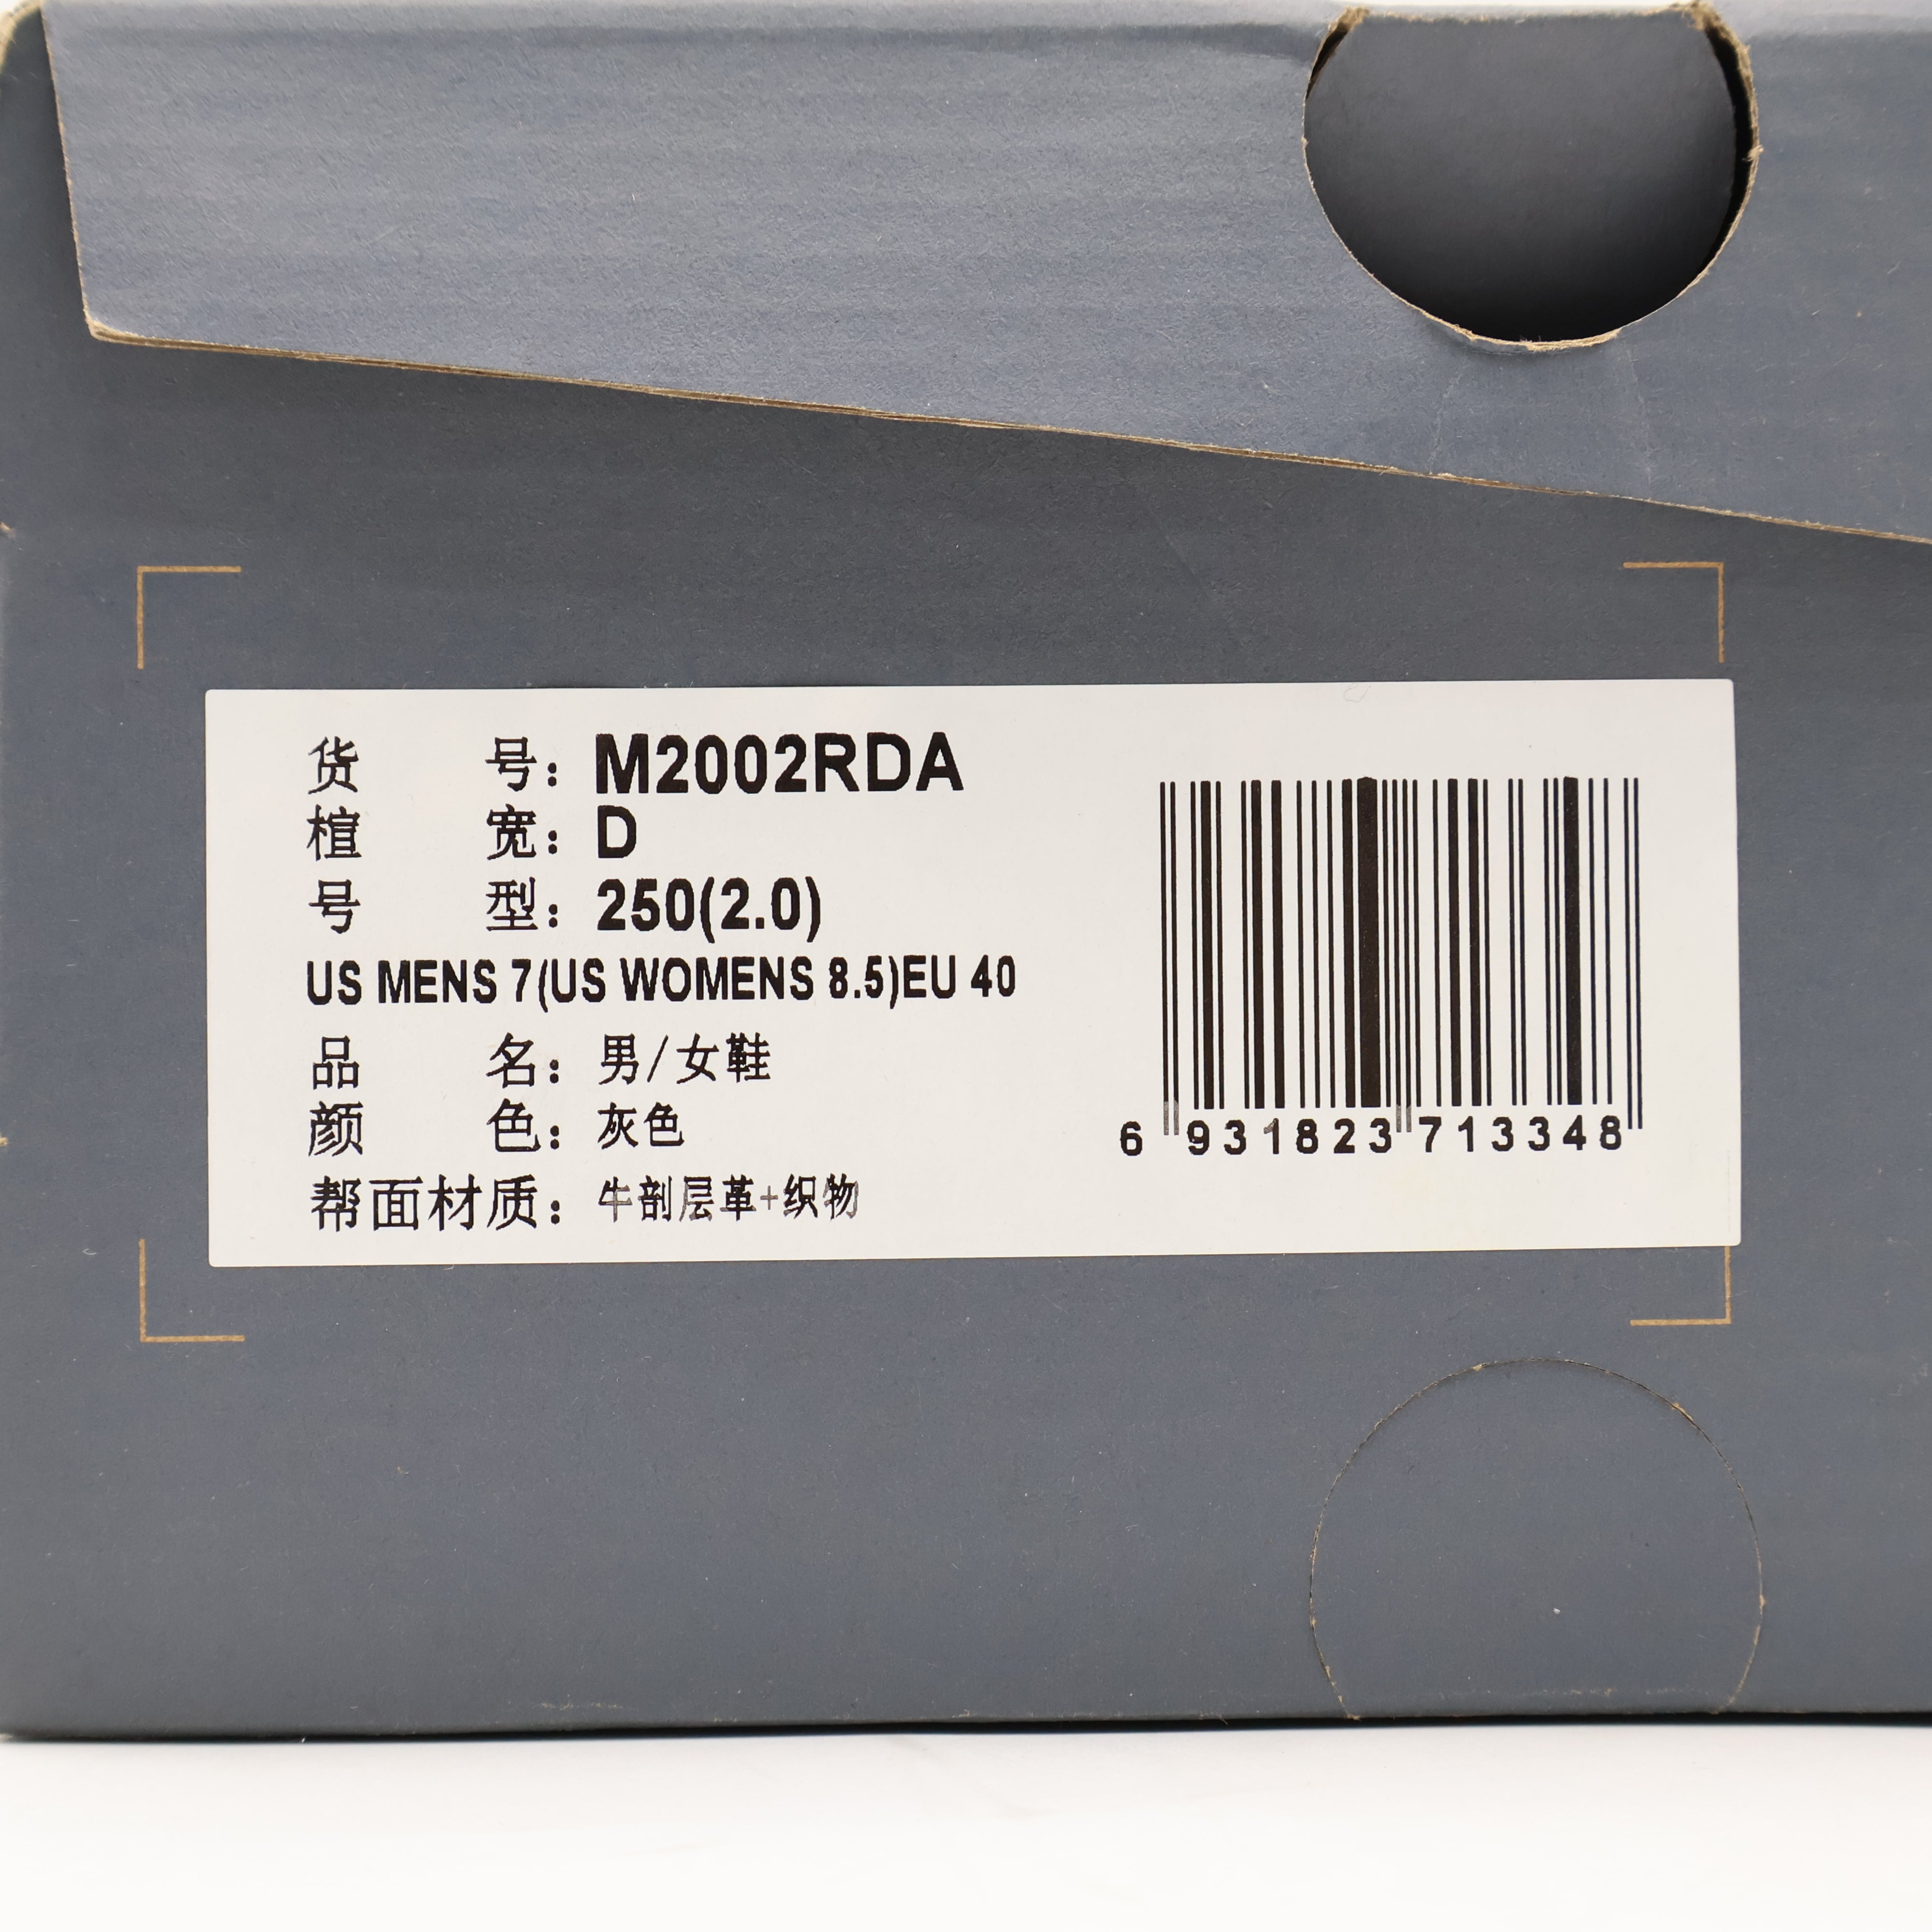 货 号：M2002RDA
楦 宽：D
号 型：250(2.0)
US MENS 7(US WOMENS 8.5)EU 40
品 名：男/女鞋
颜 色：灰色
帮面材质：牛剖层革+织物
6 931823 713348